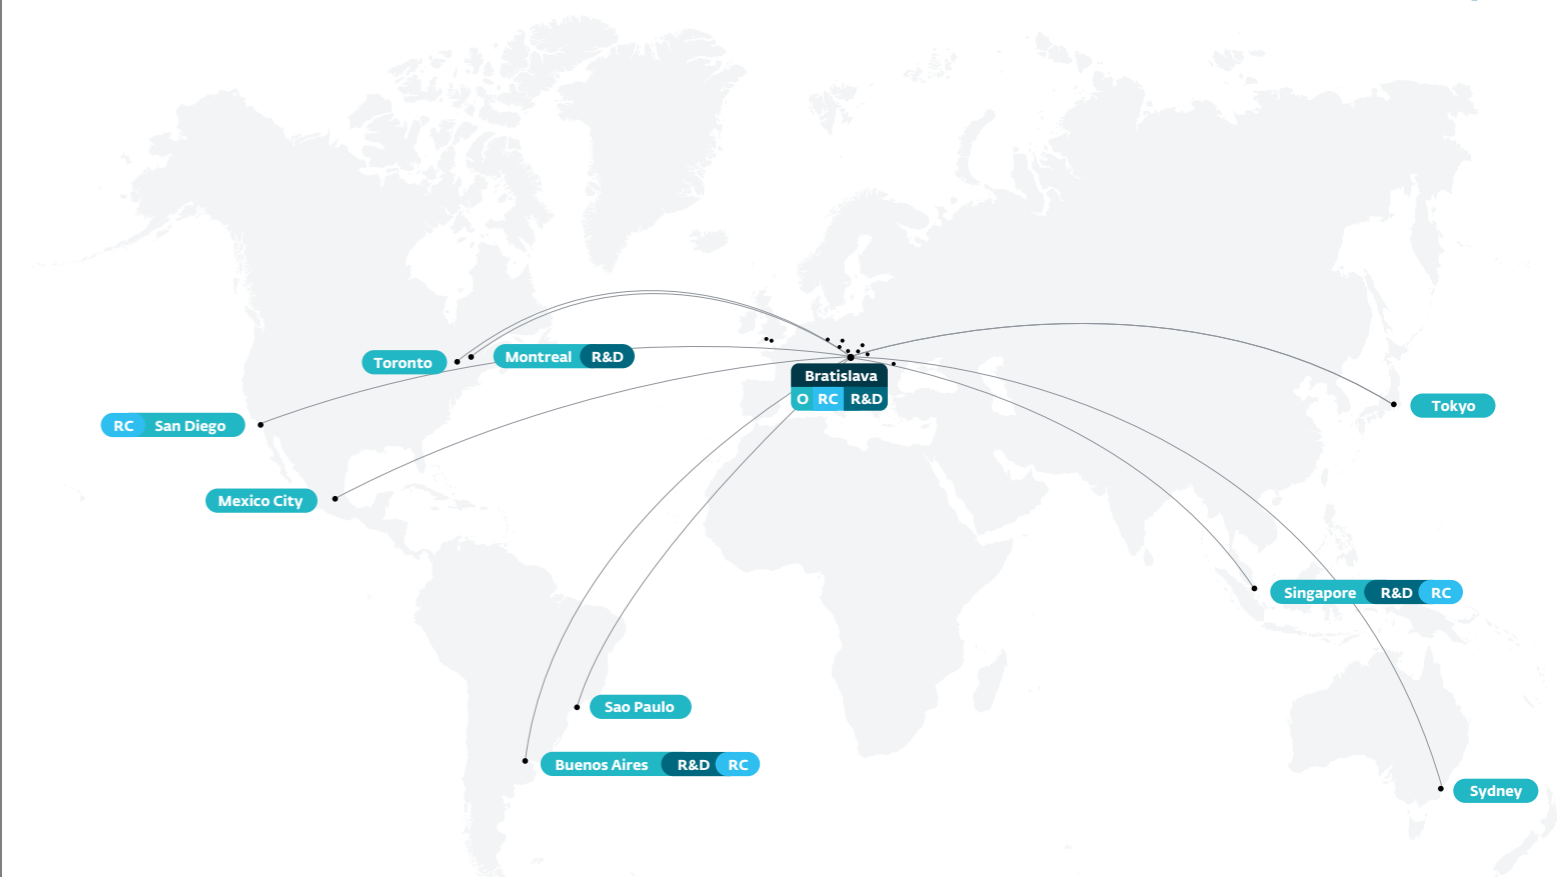 Toronto
Montreal R&D
Bratislava
O RC R&D
Tokyo
RC San Diego
Mexico City
Singapore R&D RC
Sao Paulo
Buenos Aires R&D RC
Sydney